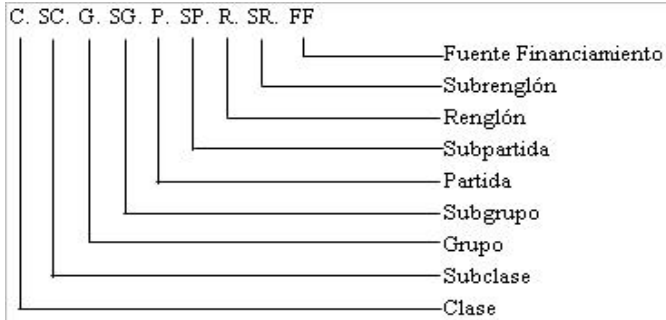 C. SC. G. SG. P. SP. R. SR. FF
Fuente Financiamiento
Subrenglón
Renglón
Subpartida
Partida
Subgrupo
Grupo
Subclase
Clase